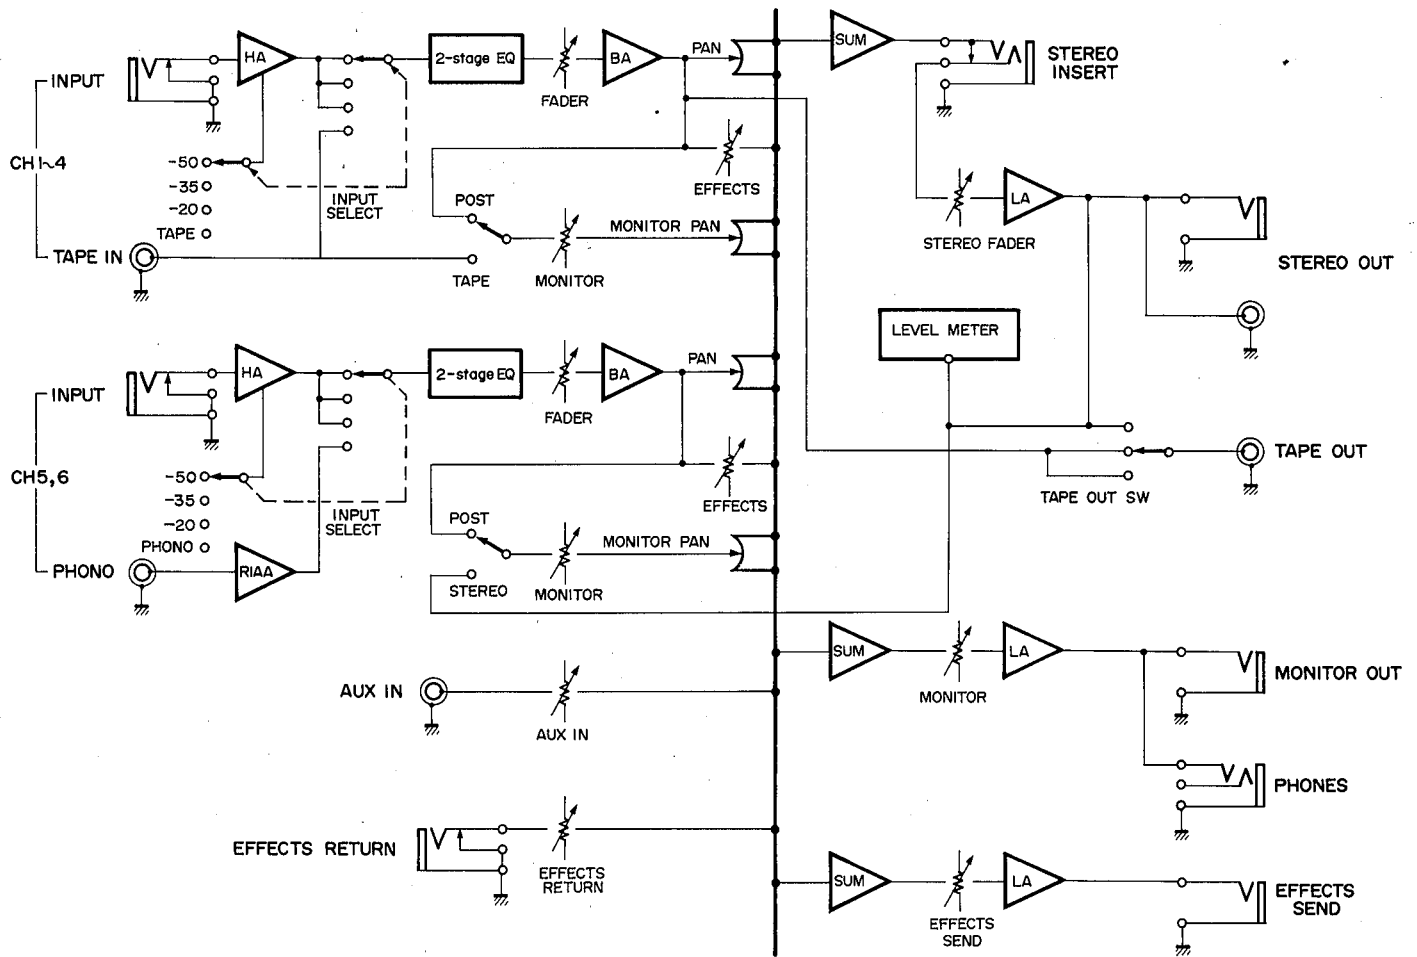 INPUT
CH1~4
TAPE IN
HA
-50
-35
-20
TAPE
INPUT
SELECT
2-stage EQ
FADER
BA
PAN
EFFECTS
POST
TAPE
MONITOR
MONITOR PAN
INPUT
CH5,6
PHONO
HA
-50
-35
-20
PHONO
RIAA
INPUT
SELECT
2-stage EQ
FADER
BA
PAN
EFFECTS
POST
STEREO
MONITOR
MONITOR PAN
AUX IN
AUX IN
EFFECTS RETURN
EFFECTS
RETURN
SUM
STEREO
INSERT
STEREO FADER
LA
STEREO OUT
LEVEL METER
TAPE OUT
TAPE OUT SW
SUM
MONITOR
LA
MONITOR OUT
PHONES
SUM
EFFECTS
SEND
LA
EFFECTS
SEND